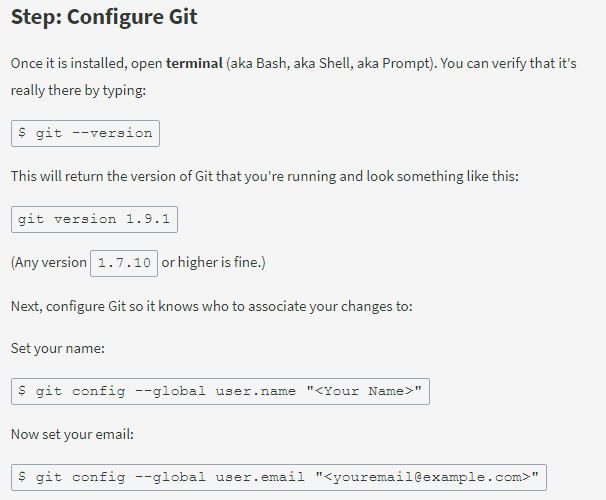 Step: Configure Git
Once it is installed, open terminal (aka Bash, aka Shell, aka Prompt). You can verify that it's
really there by typing:
$ git --version
This will return the version of Git that you're running and look something like this:
git version 1.9.1
(Any version 1.7.10 or higher is fine.)
Next, configure Git so it knows who to associate your changes to:
Set your name:
$ git config --global user.name "<Your Name>"
Now set your email:
$ git config --global user.email "<youremail@example.com>"